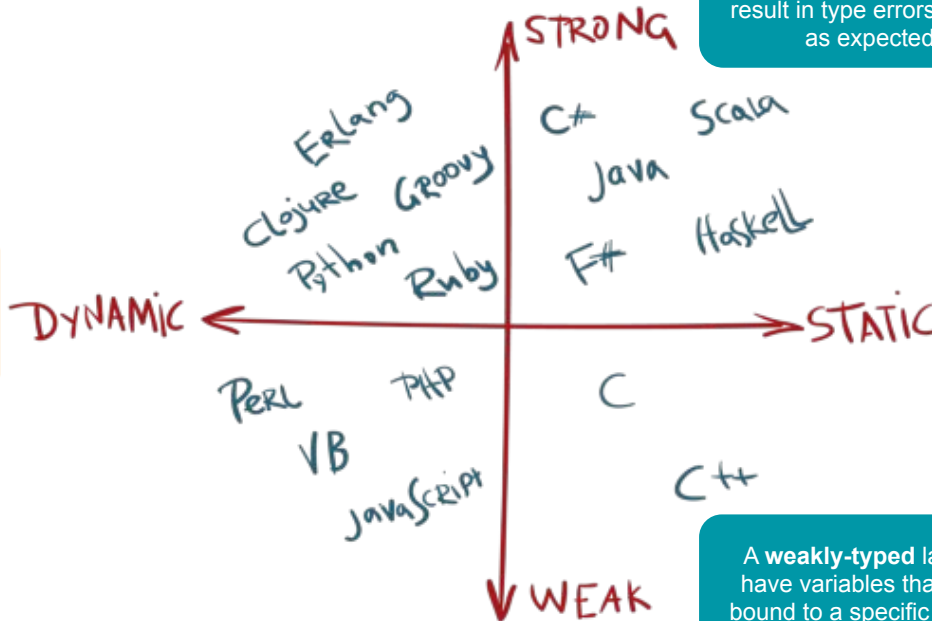 result in type errors
as expected
STRONG
C#
Scala
Erlang
Java
Groovy
Clojure
Haskell
Python
F#
Ruby
DYNAMIC
STATIC
PERL
PHP
C
VB
C++
JavaScript
A weakly-typed la
have variables tha
bound to a specific
WEAK